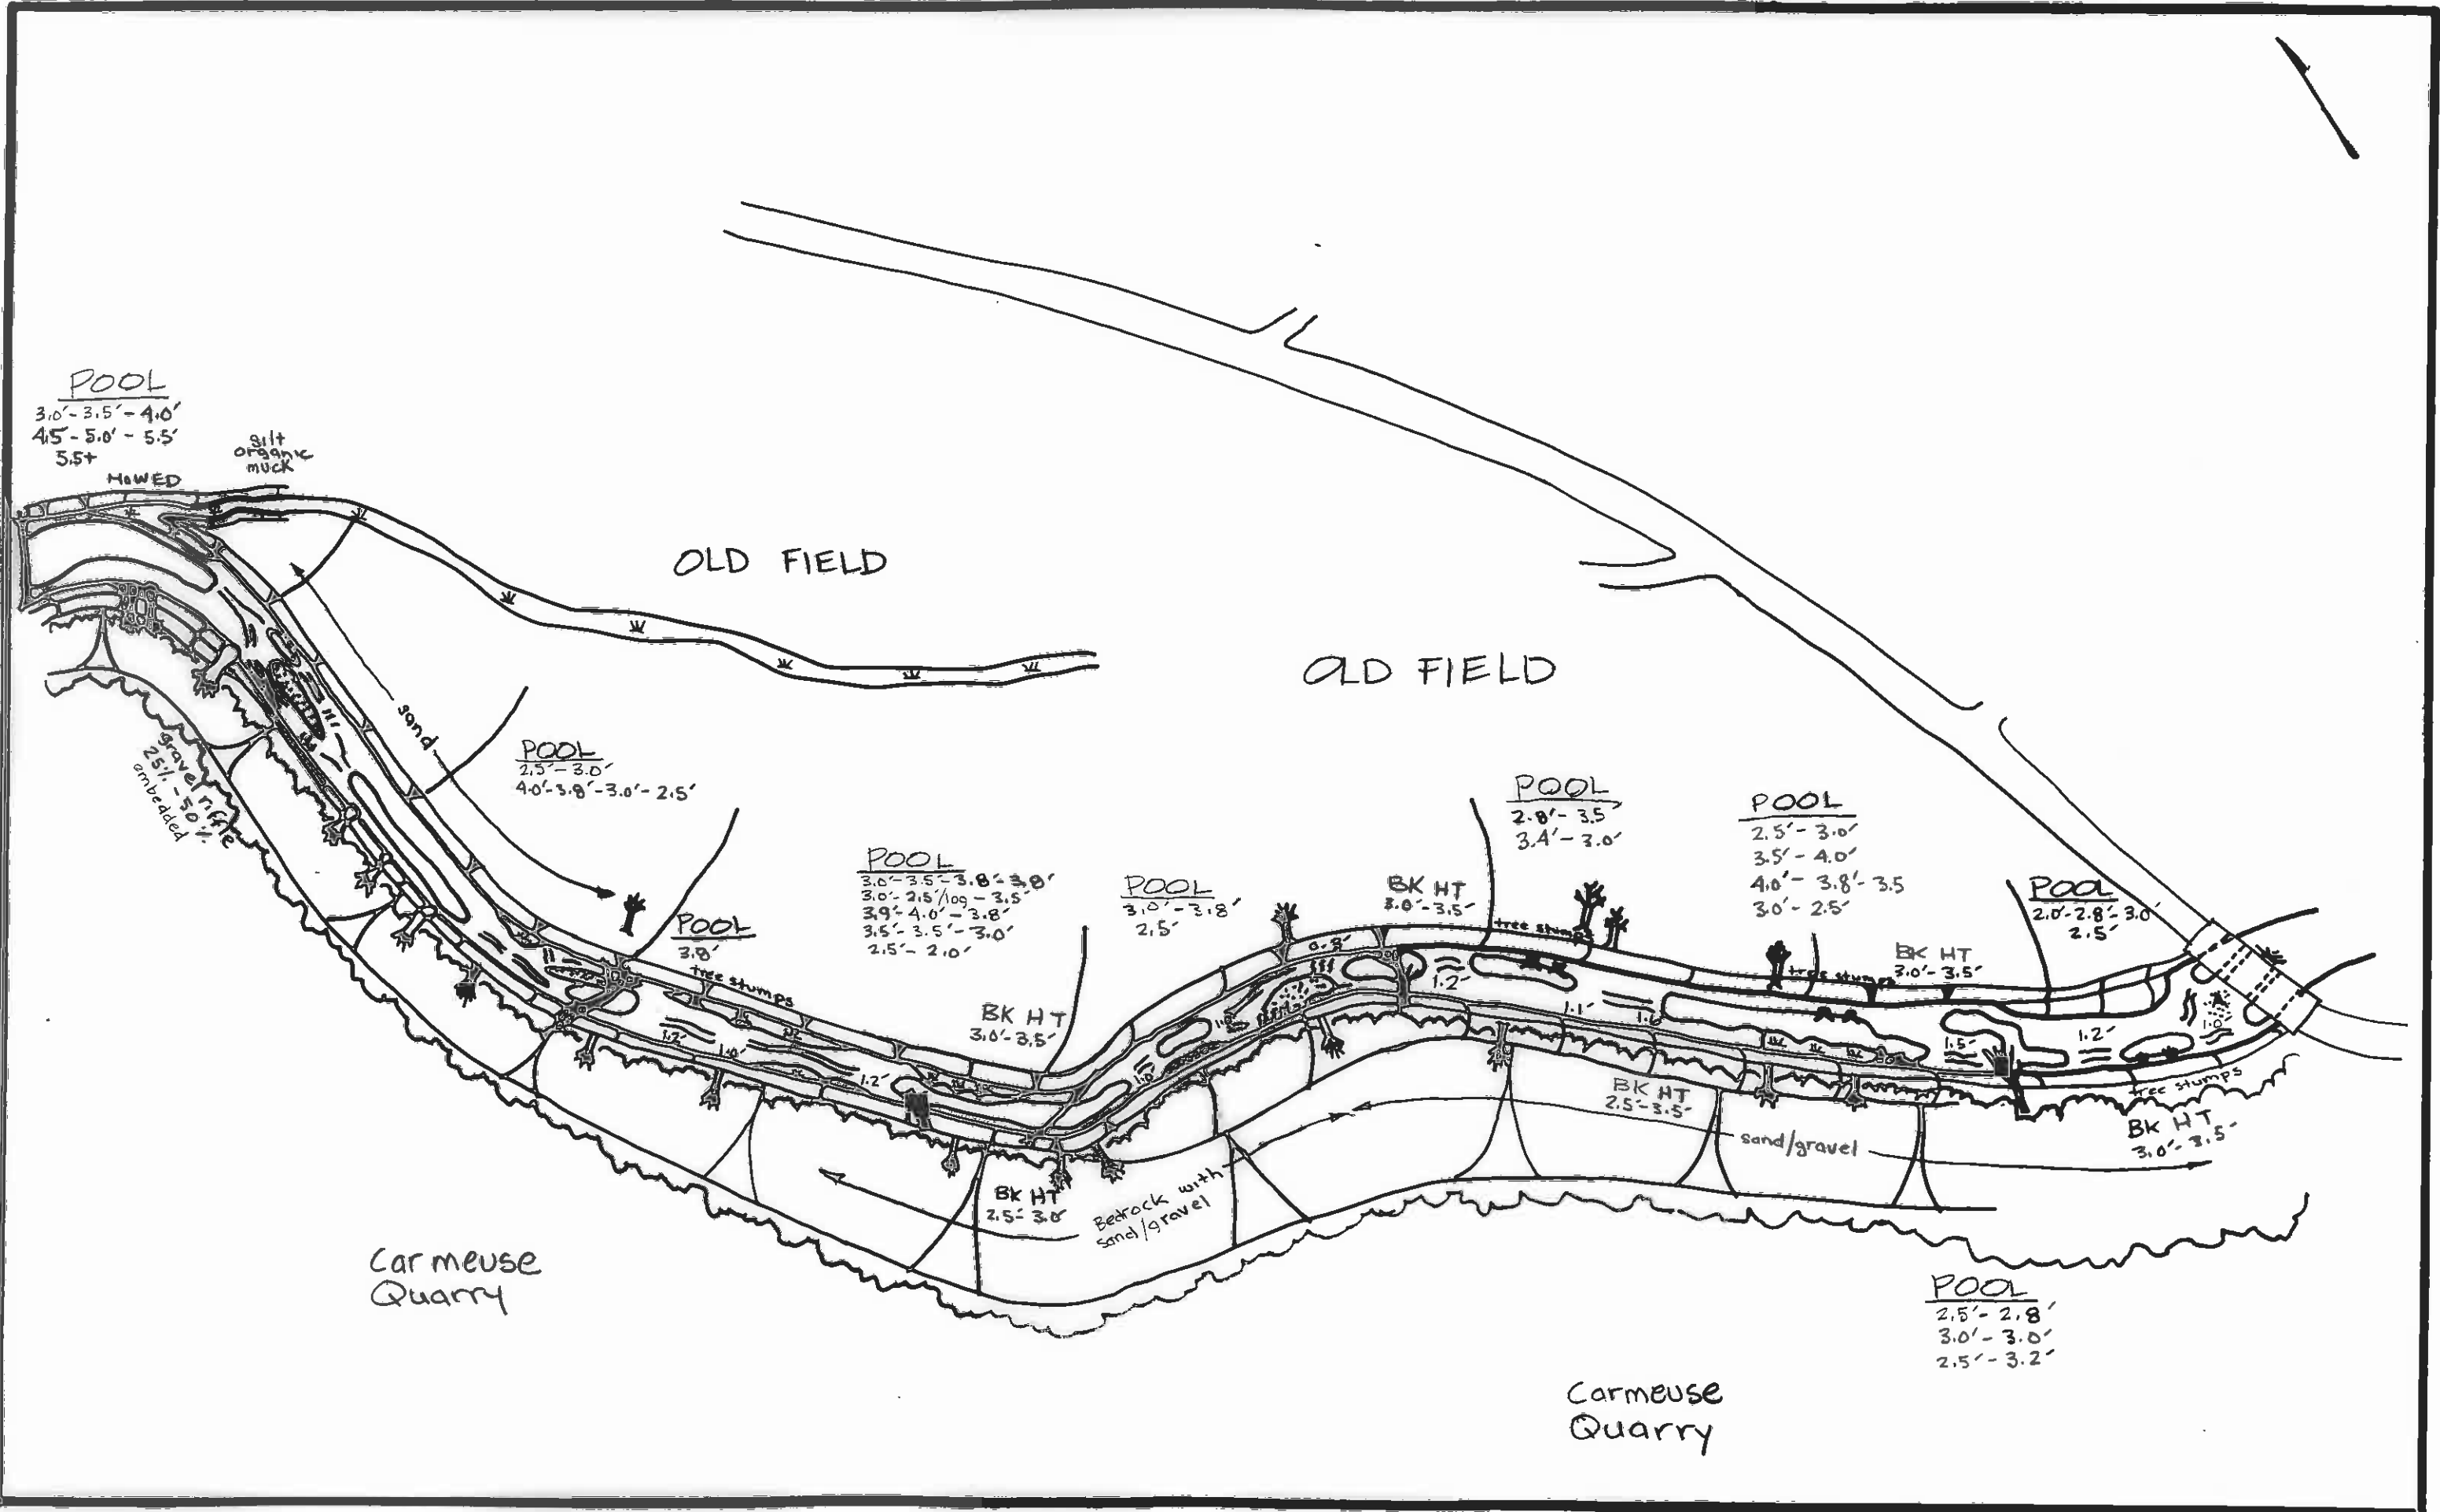 POOL
3.0'-3.5'-4.0'
4.5'-5.0'-5.5'
5.5+
MOWED
silt
organic
muck
OLD FIELD
OLD FIELD
sand
gravel riffle
25% - 50%
embedded
POOL
2.5'-3.0'
4.0'-3.8'-3.0'-2.5'
POOL
3.8'
tree stumps
POOL
3.0'-3.5'-3.8'-3.8'
3.0'-2.5'/log-3.5'
3.9'-4.0'-3.8'
3.5'-3.5'-3.0'
2.5'-2.0'
BK HT
3.0'-3.5'
POOL
3.0'-3.8'
2.5'
BK HT
3.0'-3.5'
POOL
2.8'-3.5'
3.4'-3.0'
tree stumps
POOL
2.5'-3.0'
3.5'-4.0'
4.0'-3.8'-3.5
3.0'-2.5'
tree stumps
BK HT
3.0'-3.5'
POOL
2.0'-2.8'-3.0'
2.5'
0.8'
1.2'
1.1'
1.6
1.5'
1.2'
1.0'
1.2'
1.0'
1.2'
1.0
tree stumps
BK HT
3.0'-3.5'
BK HT
2.5'-3.5'
sand/gravel
Bedrock with
sand/gravel
BK HT
2.5'-3.0'
Carmeuse
Quarry
POOL
2.5'-2.8'
3.0'-3.0'
2.5'-3.2'
Carmeuse
Quarry